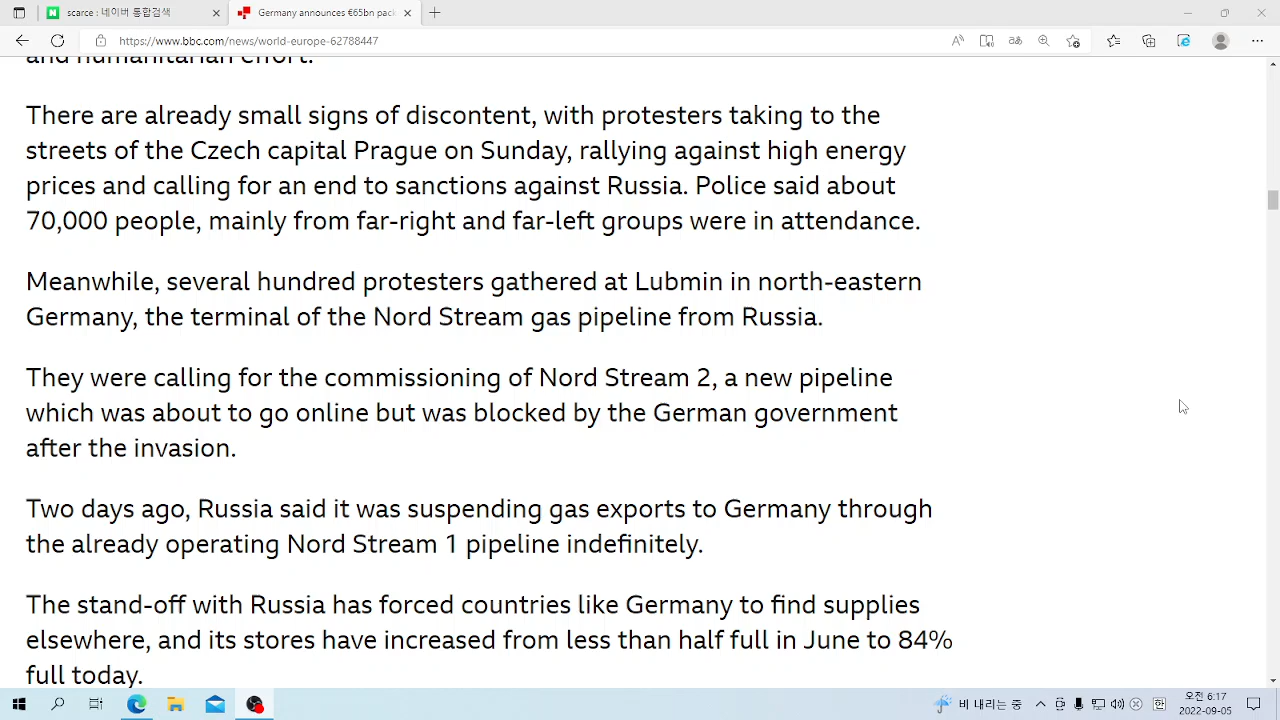 scarce : 네이버 통합검색
Germany announces €65bn pack
https://www.bbc.com/news/world-europe-62788447
and humanitarian effort.
There are already small signs of discontent, with protesters taking to the
streets of the Czech capital Prague on Sunday, rallying against high energy
prices and calling for an end to sanctions against Russia. Police said about
70,000 people, mainly from far-right and far-left groups were in attendance.
Meanwhile, several hundred protesters gathered at Lubmin in north-eastern
Germany, the terminal of the Nord Stream gas pipeline from Russia.
They were calling for the commissioning of Nord Stream 2, a new pipeline
which was about to go online but was blocked by the German government
after the invasion.
Two days ago, Russia said it was suspending gas exports to Germany through
the already operating Nord Stream 1 pipeline indefinitely.
The stand-off with Russia has forced countries like Germany to find supplies
elsewhere, and its stores have increased from less than half full in June to 84%
full today.
비 내리는 중
오전 6:17
2022-09-05